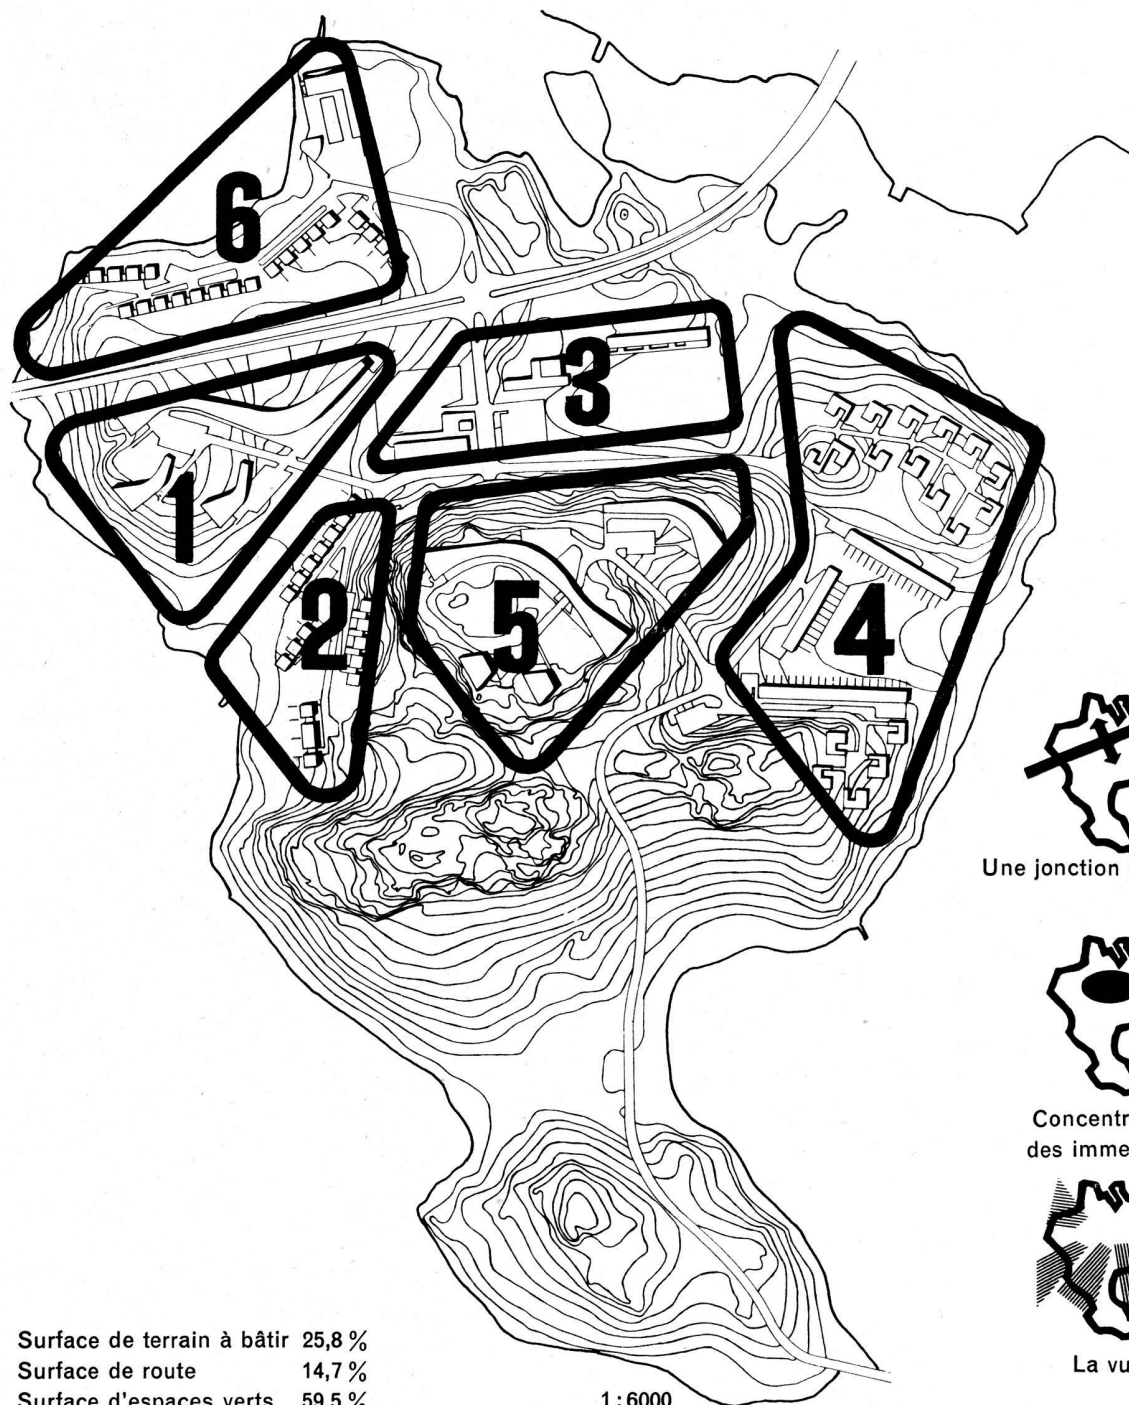 6
3
1
2
5
4
Une jonction
Concentr
des imme
La vu
Surface de terrain à bâtir 25,8 %
Surface de route 14,7 %
Surface d'espaces verts 59,5 %
1 : 6000